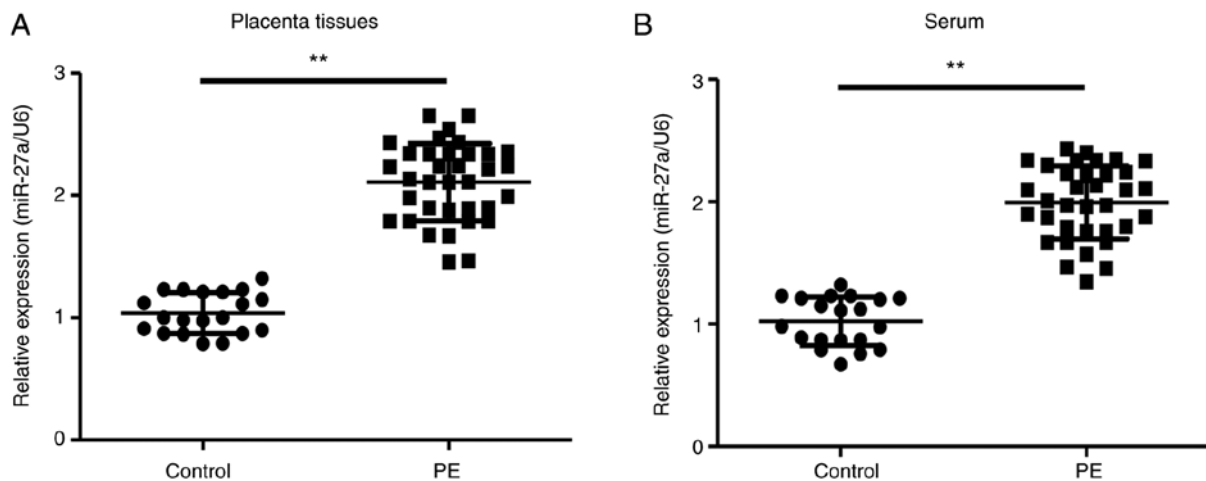 A
Placenta tissues
**
Relative expression (miR-27a/U6)
3
2
1
0
Control
PE
B
Serum
**
Relative expression (miR-27a/U6)
3
2
1
0
Control
PE